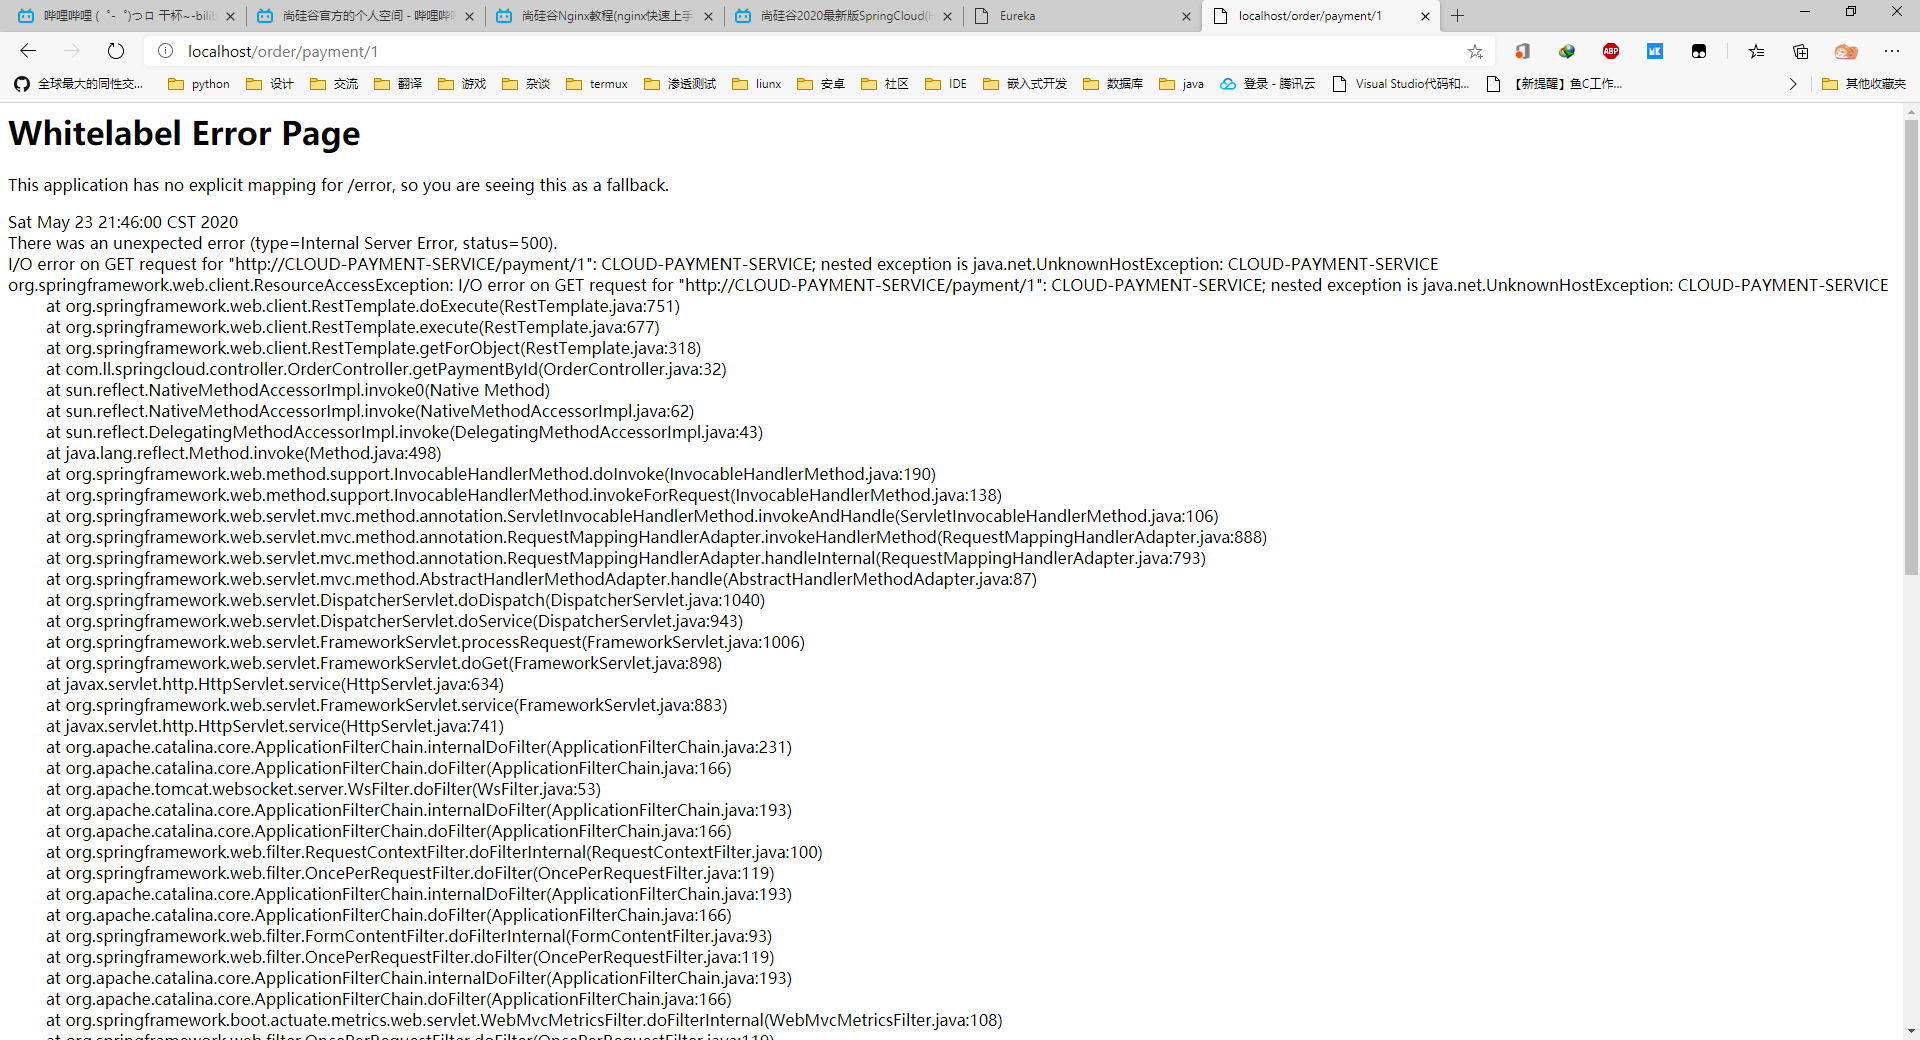 哔哩哔哩 ( ゜- ゜)つロ 干杯~-bilib
尚硅谷官方的个人空间 - 哔哩哔哩
尚硅谷Nginx教程(nginx快速上手
尚硅谷2020最新版SpringCloud(H
Eureka
localhost/order/payment/1
localhost/order/payment/1
全球最大的同性交...
python
设计
交流
翻译
游戏
杂谈
termux
渗透测试
liunx
安卓
社区
IDE
嵌入式开发
数据库
java
登录 - 腾讯云
Visual Studio代码和...
【新提醒】鱼C工作...
其他收藏夹
Whitelabel Error Page
This application has no explicit mapping for /error, so you are seeing this as a fallback.
Sat May 23 21:46:00 CST 2020
There was an unexpected error (type=Internal Server Error, status=500).
I/O error on GET request for "http://CLOUD-PAYMENT-SERVICE/payment/1": CLOUD-PAYMENT-SERVICE; nested exception is java.net.UnknownHostException: CLOUD-PAYMENT-SERVICE
org.springframework.web.client.ResourceAccessException: I/O error on GET request for "http://CLOUD-PAYMENT-SERVICE/payment/1": CLOUD-PAYMENT-SERVICE; nested exception is java.net.UnknownHostException: CLOUD-PAYMENT-SERVICE
at org.springframework.web.client.RestTemplate.doExecute(RestTemplate.java:751)
at org.springframework.web.client.RestTemplate.execute(RestTemplate.java:677)
at org.springframework.web.client.RestTemplate.getForObject(RestTemplate.java:318)
at com.ll.springcloud.controller.OrderController.getPaymentById(OrderController.java:32)
at sun.reflect.NativeMethodAccessorImpl.invoke0(Native Method)
at sun.reflect.NativeMethodAccessorImpl.invoke(NativeMethodAccessorImpl.java:62)
at sun.reflect.DelegatingMethodAccessorImpl.invoke(DelegatingMethodAccessorImpl.java:43)
at java.lang.reflect.Method.invoke(Method.java:498)
at org.springframework.web.method.support.InvocableHandlerMethod.doInvoke(InvocableHandlerMethod.java:190)
at org.springframework.web.method.support.InvocableHandlerMethod.invokeForRequest(InvocableHandlerMethod.java:138)
at org.springframework.web.servlet.mvc.method.annotation.ServletInvocableHandlerMethod.invokeAndHandle(ServletInvocableHandlerMethod.java:106)
at org.springframework.web.servlet.mvc.method.annotation.RequestMappingHandlerAdapter.invokeHandlerMethod(RequestMappingHandlerAdapter.java:888)
at org.springframework.web.servlet.mvc.method.annotation.RequestMappingHandlerAdapter.handleInternal(RequestMappingHandlerAdapter.java:793)
at org.springframework.web.servlet.mvc.method.AbstractHandlerMethodAdapter.handle(AbstractHandlerMethodAdapter.java:87)
at org.springframework.web.servlet.DispatcherServlet.doDispatch(DispatcherServlet.java:1040)
at org.springframework.web.servlet.DispatcherServlet.doService(DispatcherServlet.java:943)
at org.springframework.web.servlet.FrameworkServlet.processRequest(FrameworkServlet.java:1006)
at org.springframework.web.servlet.FrameworkServlet.doGet(FrameworkServlet.java:898)
at javax.servlet.http.HttpServlet.service(HttpServlet.java:634)
at org.springframework.web.servlet.FrameworkServlet.service(FrameworkServlet.java:883)
at javax.servlet.http.HttpServlet.service(HttpServlet.java:741)
at org.apache.catalina.core.ApplicationFilterChain.internalDoFilter(ApplicationFilterChain.java:231)
at org.apache.catalina.core.ApplicationFilterChain.doFilter(ApplicationFilterChain.java:166)
at org.apache.tomcat.websocket.server.WsFilter.doFilter(WsFilter.java:53)
at org.apache.catalina.core.ApplicationFilterChain.internalDoFilter(ApplicationFilterChain.java:193)
at org.apache.catalina.core.ApplicationFilterChain.doFilter(ApplicationFilterChain.java:166)
at org.springframework.web.filter.RequestContextFilter.doFilterInternal(RequestContextFilter.java:100)
at org.springframework.web.filter.OncePerRequestFilter.doFilter(OncePerRequestFilter.java:119)
at org.apache.catalina.core.ApplicationFilterChain.internalDoFilter(ApplicationFilterChain.java:193)
at org.apache.catalina.core.ApplicationFilterChain.doFilter(ApplicationFilterChain.java:166)
at org.springframework.web.filter.FormContentFilter.doFilterInternal(FormContentFilter.java:93)
at org.springframework.web.filter.OncePerRequestFilter.doFilter(OncePerRequestFilter.java:119)
at org.apache.catalina.core.ApplicationFilterChain.internalDoFilter(ApplicationFilterChain.java:193)
at org.apache.catalina.core.ApplicationFilterChain.doFilter(ApplicationFilterChain.java:166)
at org.springframework.boot.actuate.metrics.web.servlet.WebMvcMetricsFilter.doFilterInternal(WebMvcMetricsFilter.java:108)
at org.springframework.web.filter.OncePerRequestFilter.doFilter(OncePerRequestFilter.java:119)